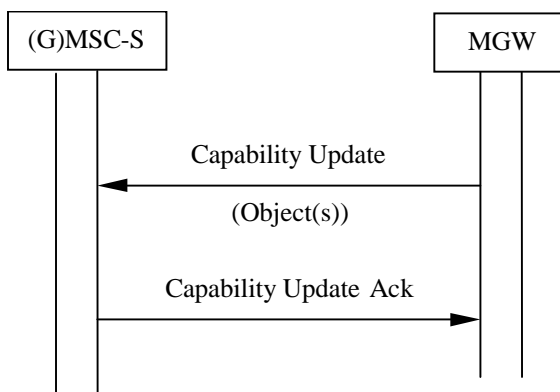 (G)MSC-S
MGW
Capability Update
(Object(s))
Capability Update Ack